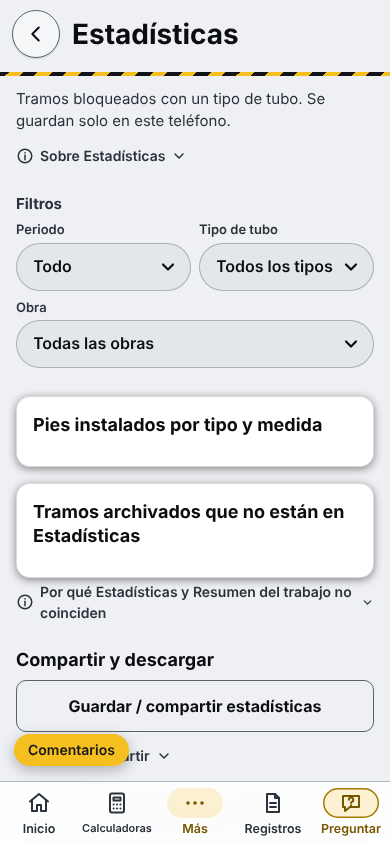 Estadísticas
Tramos bloqueados con un tipo de tubo. Se
guardan solo en este teléfono.
Sobre Estadísticas
Filtros
Periodo
Tipo de tubo
Todo
Todos los tipos
Obra
Todas las obras
Pies instalados por tipo y medida
Tramos archivados que no están en
Estadísticas
Por qué Estadísticas y Resumen del trabajo no
coinciden
Compartir y descargar
Guardar / compartir estadísticas
Comentarios
Inicio
Calculadoras
Más
Registros
Preguntar